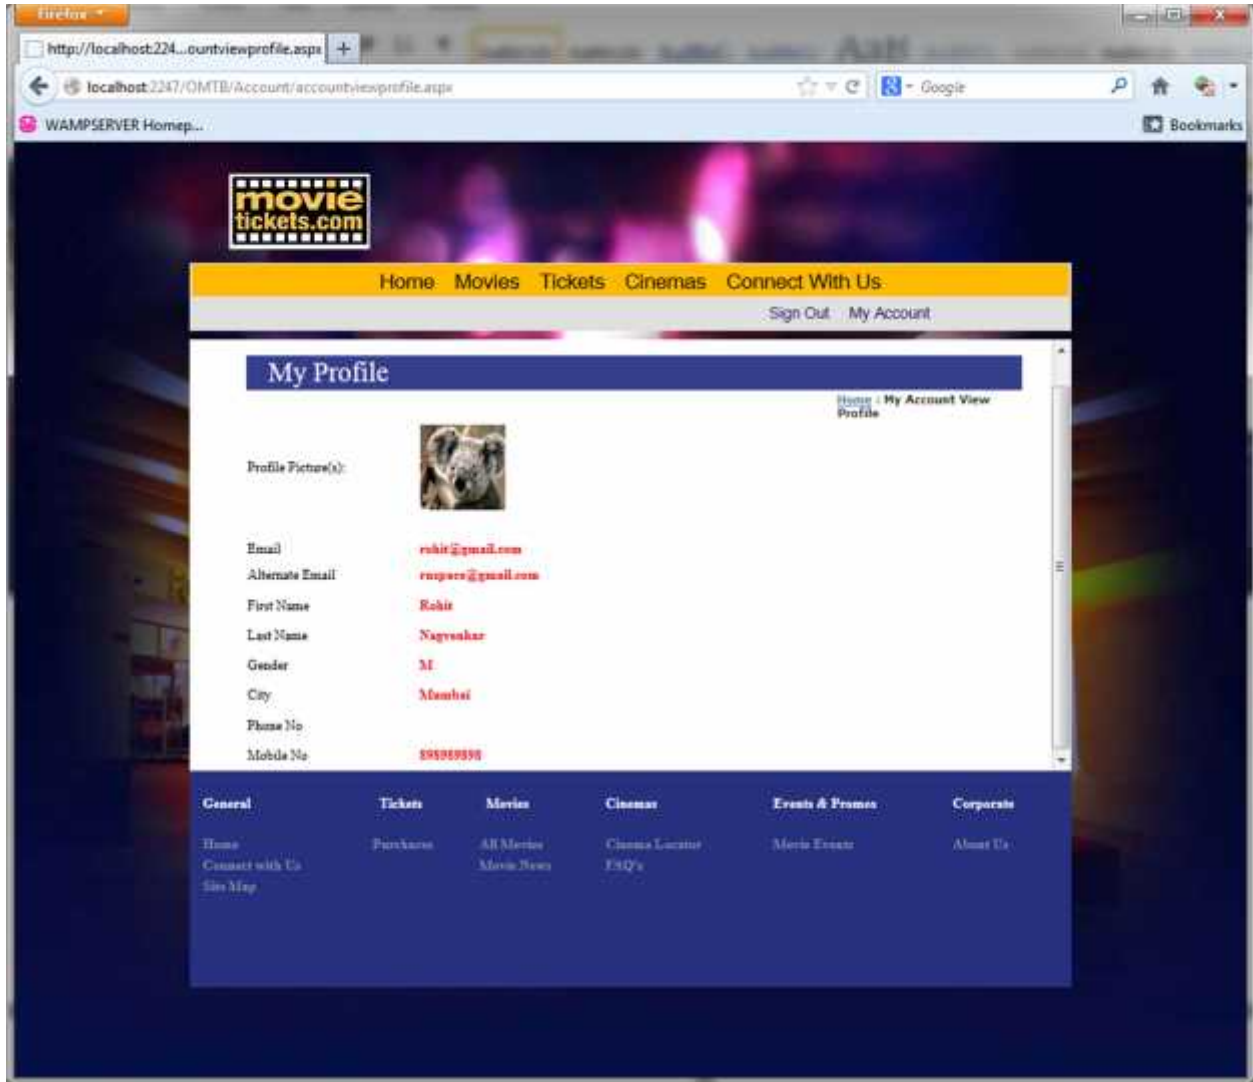 Firefox
http://localhost:224...ountviewprofile.aspx
localhost:2247/OMTB/Account/accountviewprofile.aspx
Google
WAMPSERVER Homep...
Bookmarks
movie
tickets.com
Home Movies Tickets Cinemas Connect With Us
Sign Out My Account
My Profile
Home : My Account View
Profile
Profile Picture(s):
Email rohit@gmail.com
Alternate Email
First Name Rohit
Last Name Nagvenkar
Gender M
City Mumbai
Phone No
Mobile No 898989898
General Tickets Movies Cinemas Events & Promos Corporate
Home Purchases All Movies Cinema Locator Movie Events About Us
Connect with Us Movie News FAQ's
Site Map